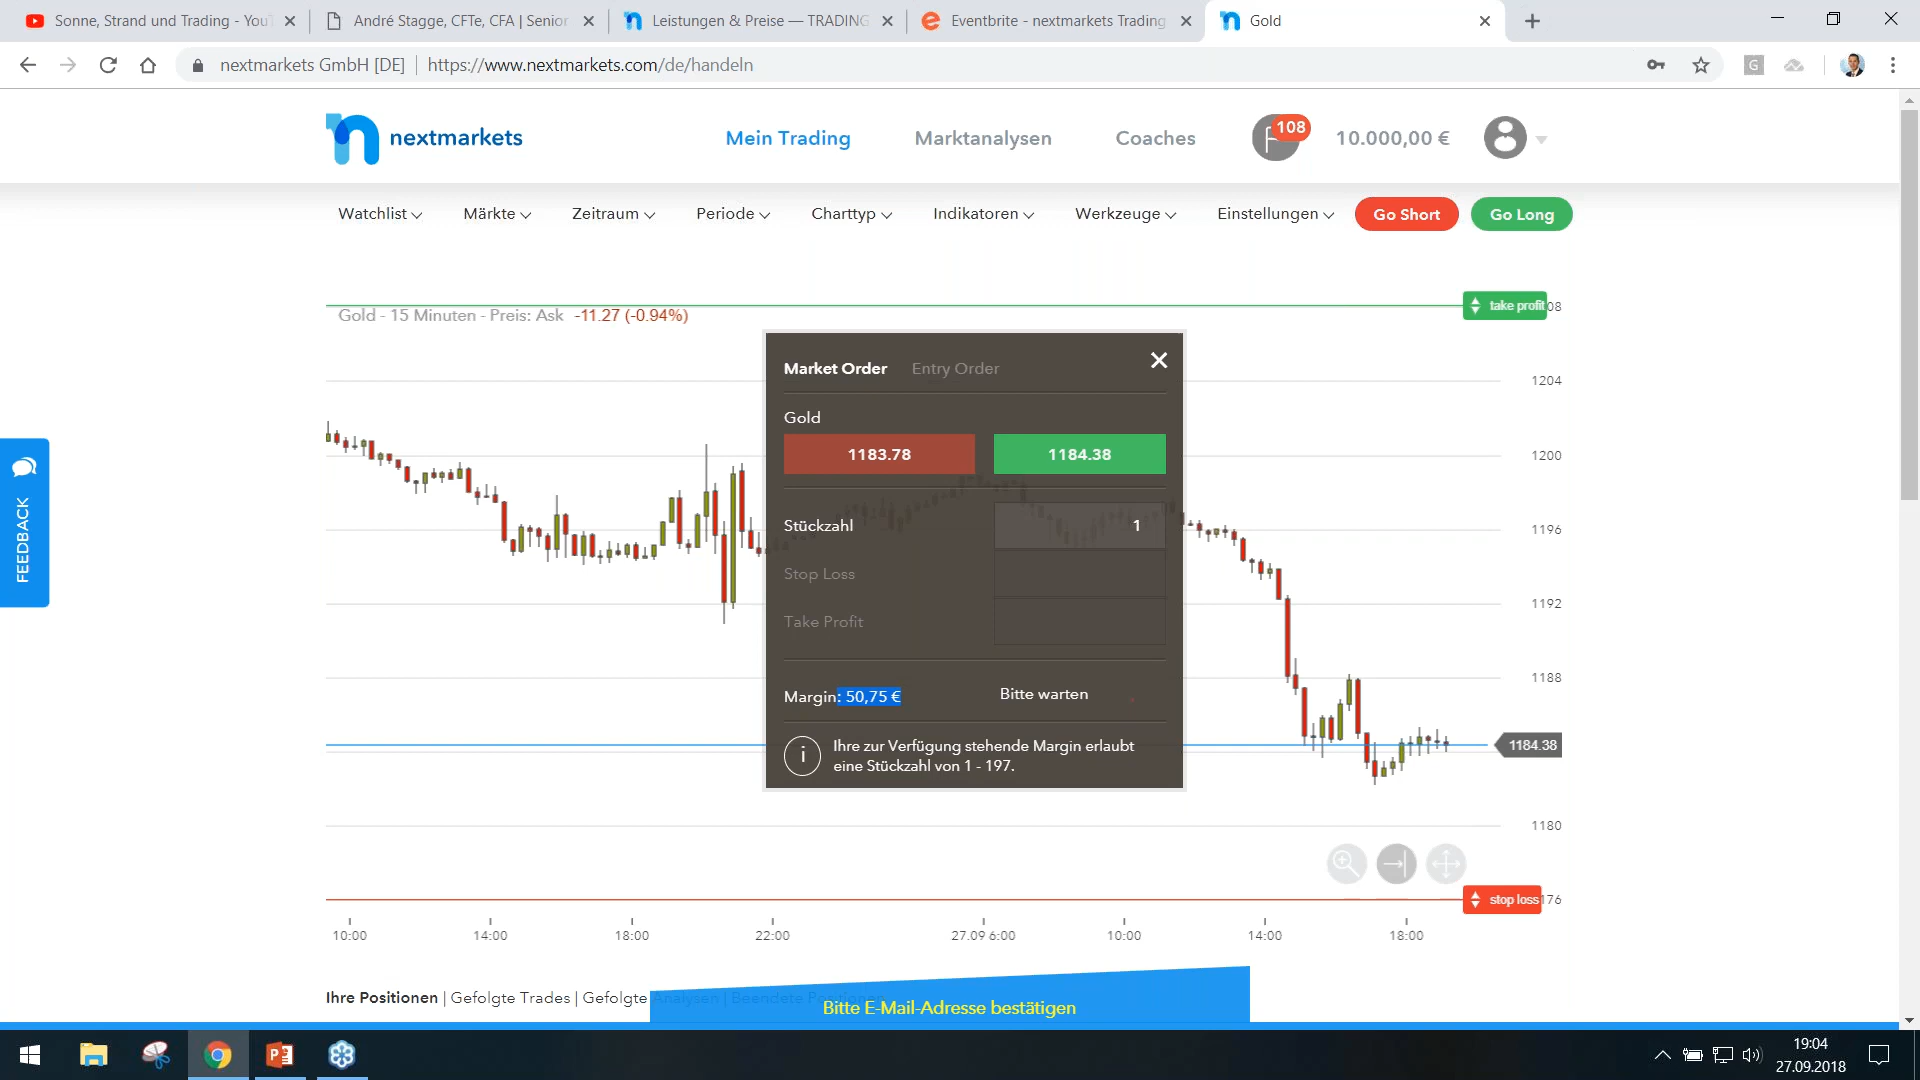 Sonne, Strand und Trading - You
André Stagge, CFTe, CFA | Senior
Leistungen & Preise — TRADING
Eventbrite - nextmarkets Trading
Gold
nextmarkets GmbH [DE]
https://www.nextmarkets.com/de/handeln
G
nextmarkets
Mein Trading
Marktanalysen
Coaches
108
10.000,00 €
Watchlist
Märkte
Zeitraum
Periode
Charttyp
Indikatoren
Werkzeuge
Einstellungen
Go Short
Go Long
take profit
08
Gold - 15 Minuten - Preis: Ask -11.27 (-0.94%)
Market Order
Entry Order
1204
Gold
1183.78
1184.38
1200
Stückzahl
1
1196
FEEDBACK
Stop Loss
1192
Take Profit
1188
Margin: 50,75 €
Bitte warten
i
Ihre zur Verfügung stehende Margin erlaubt
eine Stückzahl von 1 - 197.
1184.38
1180
stop loss
176
10:00
14:00
18:00
22:00
27.09 6:00
10:00
14:00
18:00
Ihre Positionen | Gefolgte Trades | Gefolgte Analysen | Beendete Positionen
Bitte E-Mail-Adresse bestätigen
19:04
27.09.2018